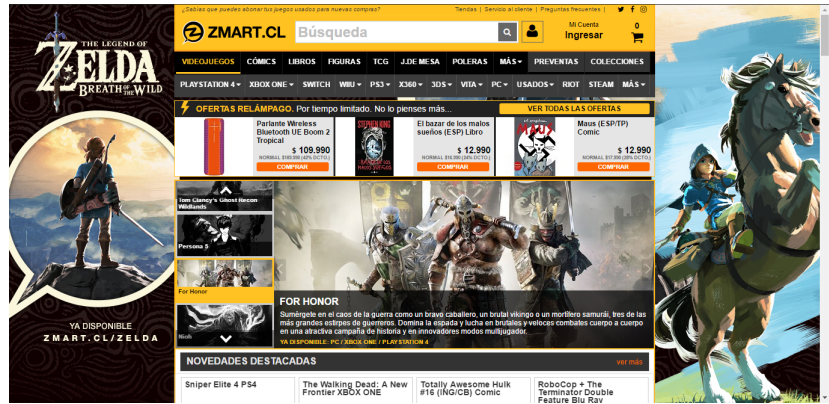 ¿Sabías que puedes abonar tus juegos usados para nuevas compras?
Tiendas | Servicio al cliente | Preguntas frecuentes |
THE LEGEND OF
ZELDA
BREATH OF THE WILD
YA DISPONIBLE
ZMART.CL/ZELDA
ZMART.CL
Búsqueda
Mi Cuenta
Ingresar
0
VIDEOJUEGOS CÓMICS LIBROS FIGURAS TCG J.DE MESA POLERAS MÁS PREVENTAS COLECCIONES
PLAYSTATION 4 XBOX ONE SWITCH WIIU PS3 X360 3DS VITA PC USADOS RIOT STEAM MÁS
OFERTAS RELÁMPAGO. Por tiempo limitado. No lo pienses más...
VER TODAS LAS OFERTAS
Parlante Wireless
Bluetooth UE Boom 2
Tropical
$ 109.990
COMPRAR
STEPHEN KING
El bazar de los malos
sueños (ESP) Libro
$ 12.990
COMPRAR
MAUS
Maus (ESP/TP)
Comic
$ 12.990
COMPRAR
Tom Clancy's Ghost Recon
Wildlands
Persona 5
For Honor
Nioh
FOR HONOR
Sumérgete en el caos de la guerra como un bravo caballero, un brutal vikingo o un mortífero samurái, tres de las
más grandes estirpes de guerreros. Domina la espada y lucha en brutales y veloces combates cuerpo a cuerpo
en una atractiva campaña de historia y en innovadores modos multijugador.
YA DISPONIBLE: PC / XBOX ONE / PLAYSTATION 4
NOVEDADES DESTACADAS
ver más
Sniper Elite 4 PS4
The Walking Dead: A New
Frontier XBOX ONE
Totally Awesome Hulk
#16 (ING/CB) Comic
RoboCop + The
Terminator Double
Feature Blu Ray